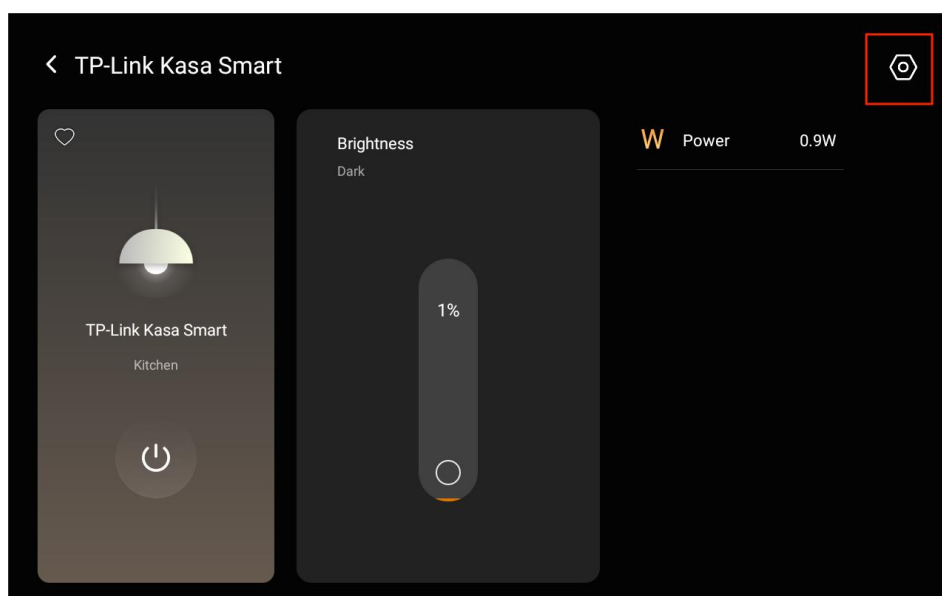 TP-Link Kasa Smart
TP-Link Kasa Smart
Kitchen
Brightness
Dark
1%
W Power 0.9W